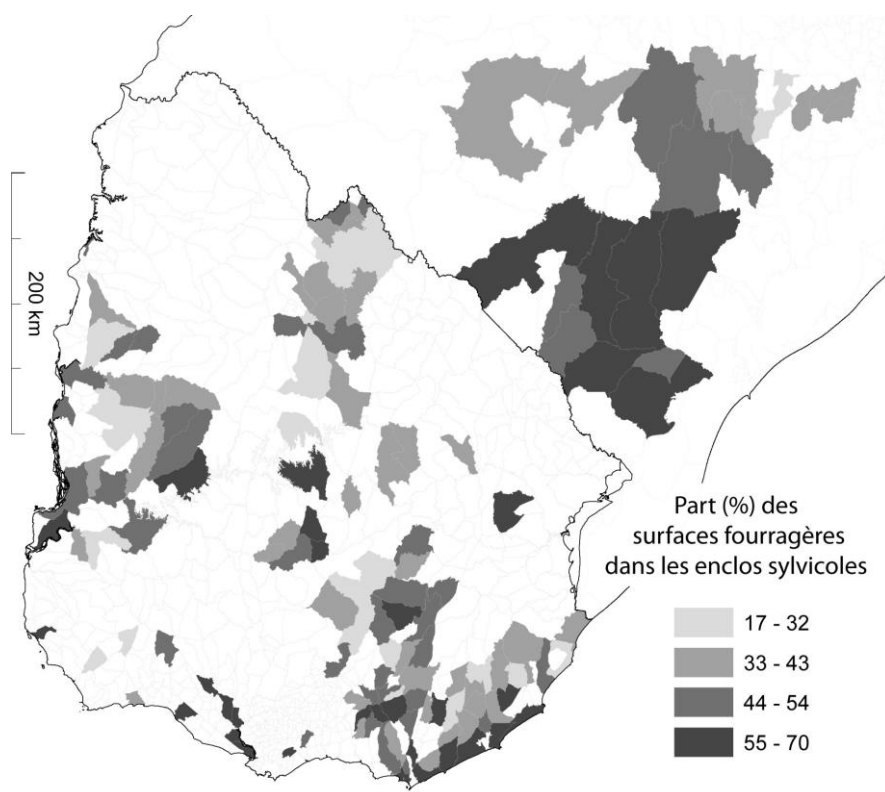 200 km
Part (%) des
surfaces fourragères
dans les enclos sylvicoles
17 - 32
33 - 43
44 - 54
55 - 70